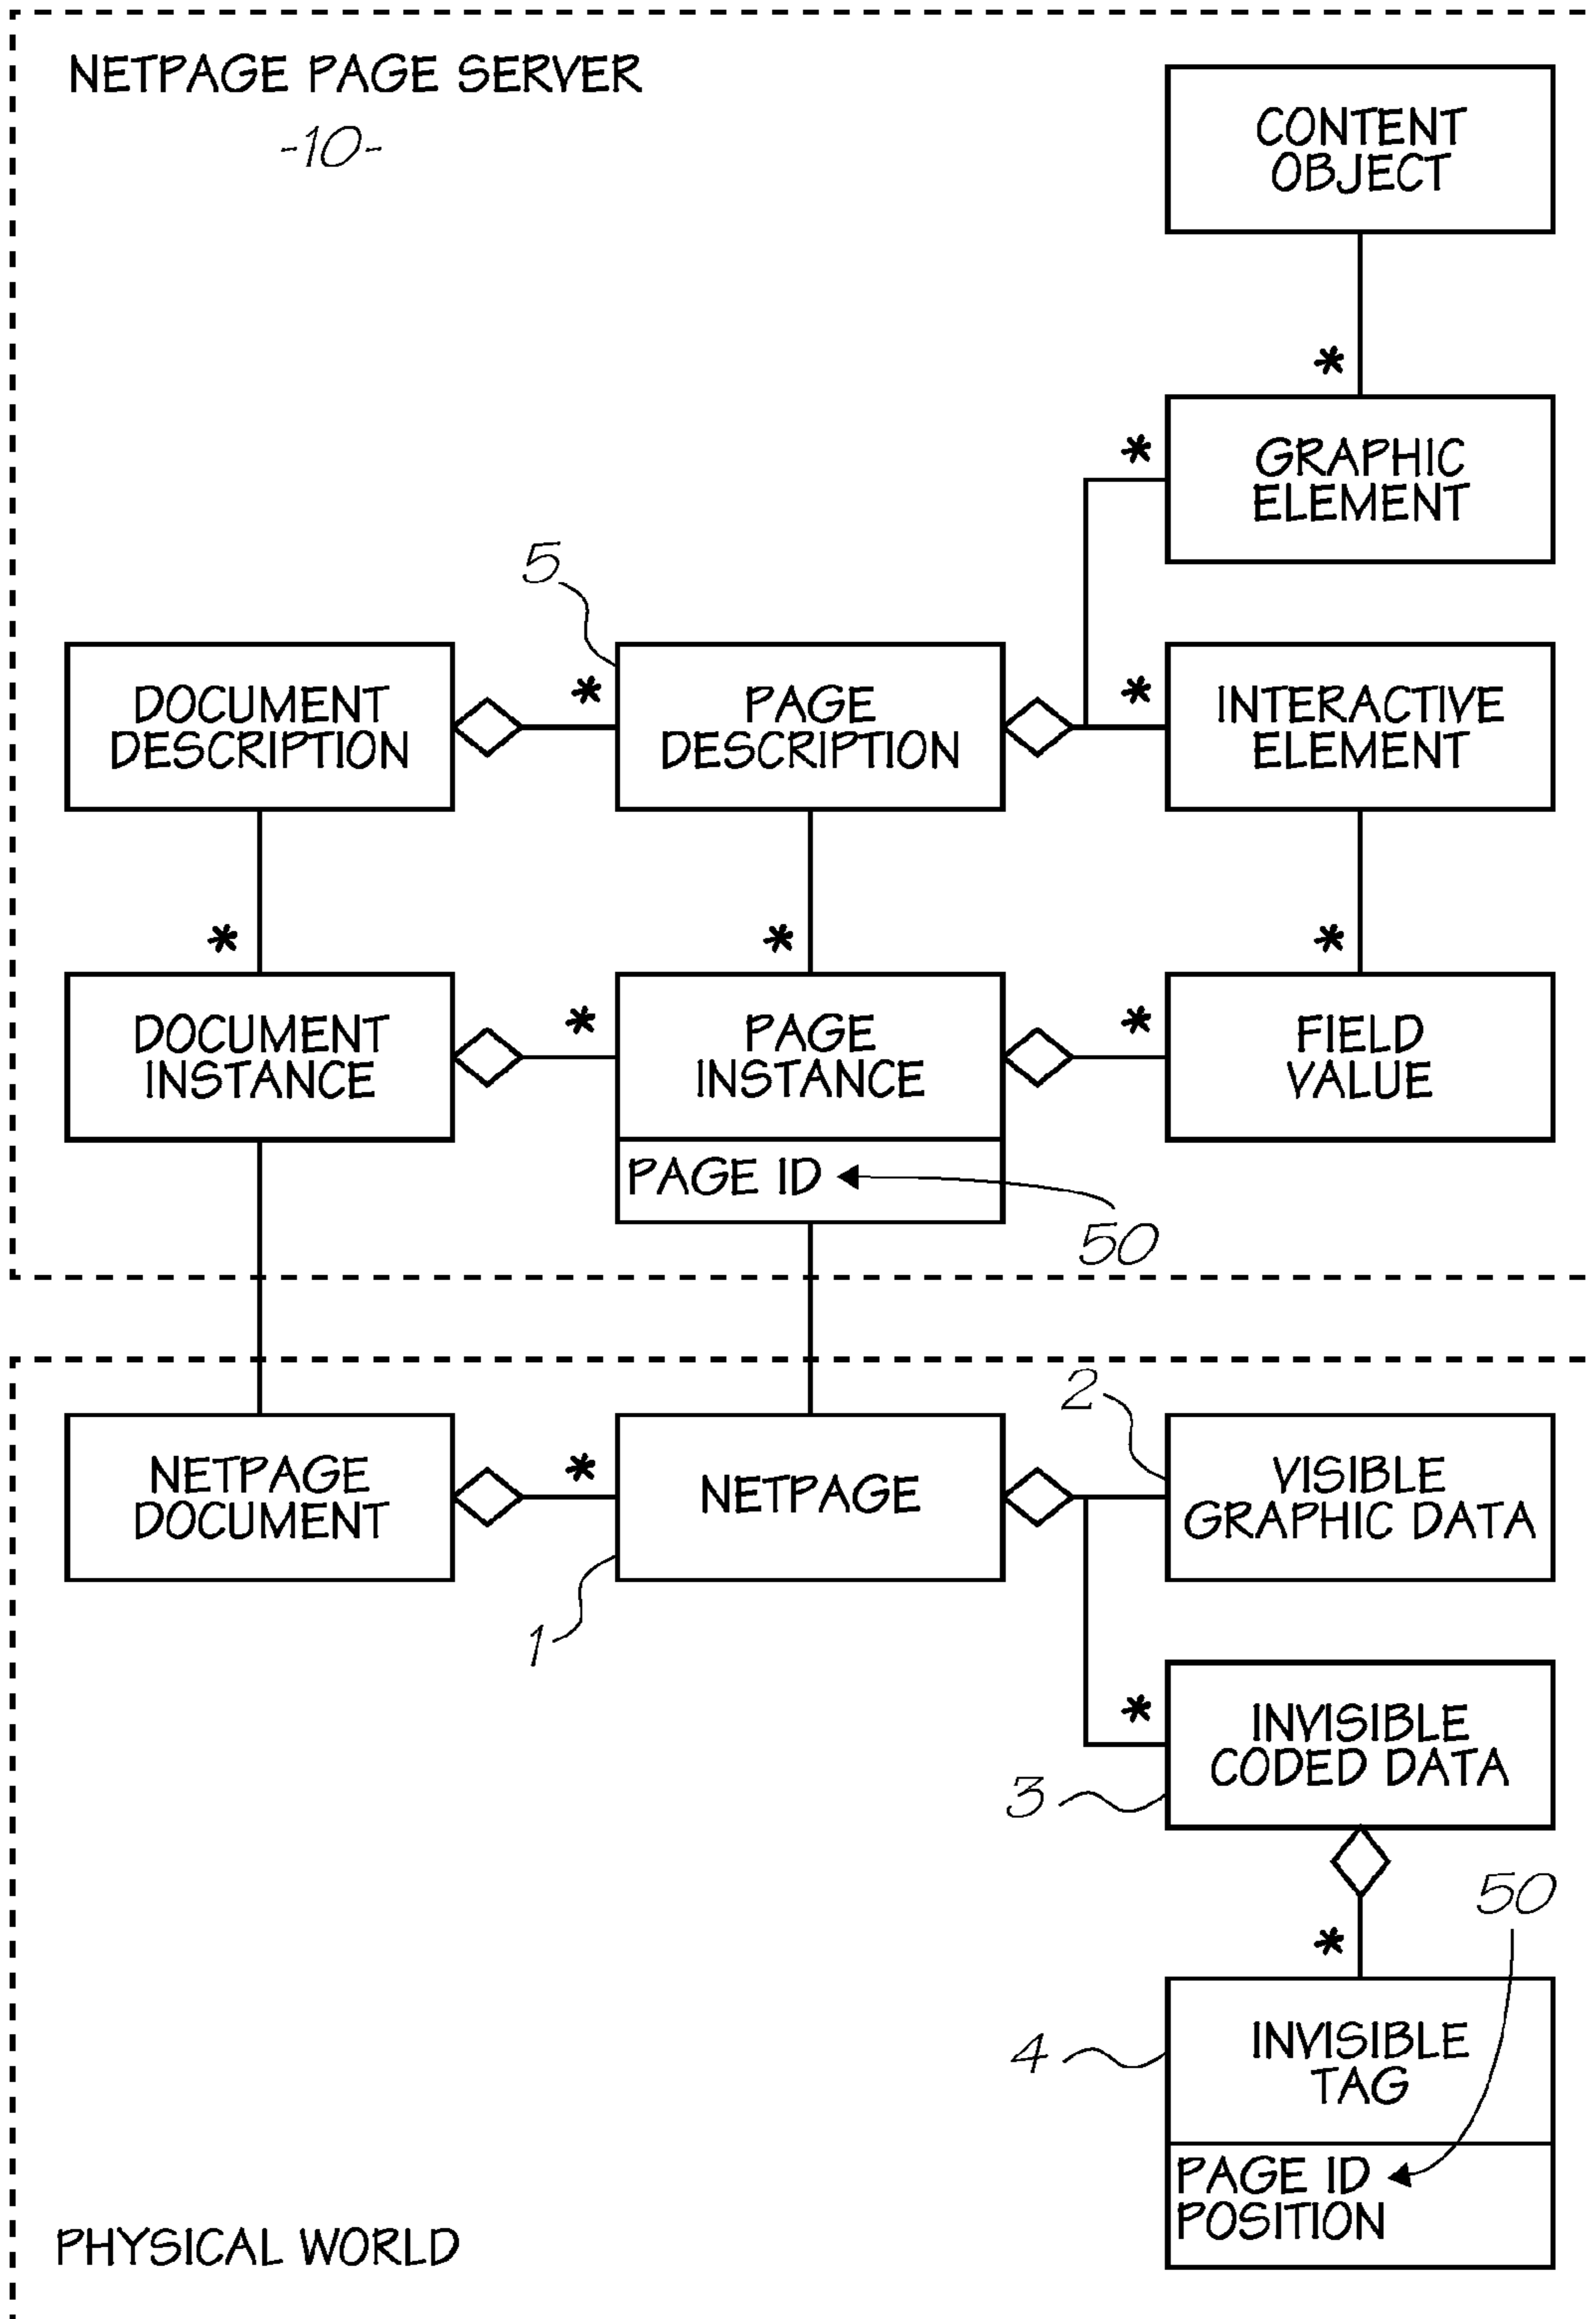 NETPAGE PAGE SERVER
-10-
CONTENT
OBJECT
*
*
GRAPHIC
ELEMENT
5
DOCUMENT
DESCRIPTION
*
PAGE
DESCRIPTION
*
INTERACTIVE
ELEMENT
*
*
*
DOCUMENT
INSTANCE
*
PAGE
INSTANCE
*
FIELD
VALUE
PAGE ID
50
2
NETPAGE
DOCUMENT
*
NETPAGE
VISIBLE
GRAPHIC DATA
1
*
INVISIBLE
CODED DATA
3
50
*
4
INVISIBLE
TAG
PAGE ID
POSITION
PHYSICAL WORLD